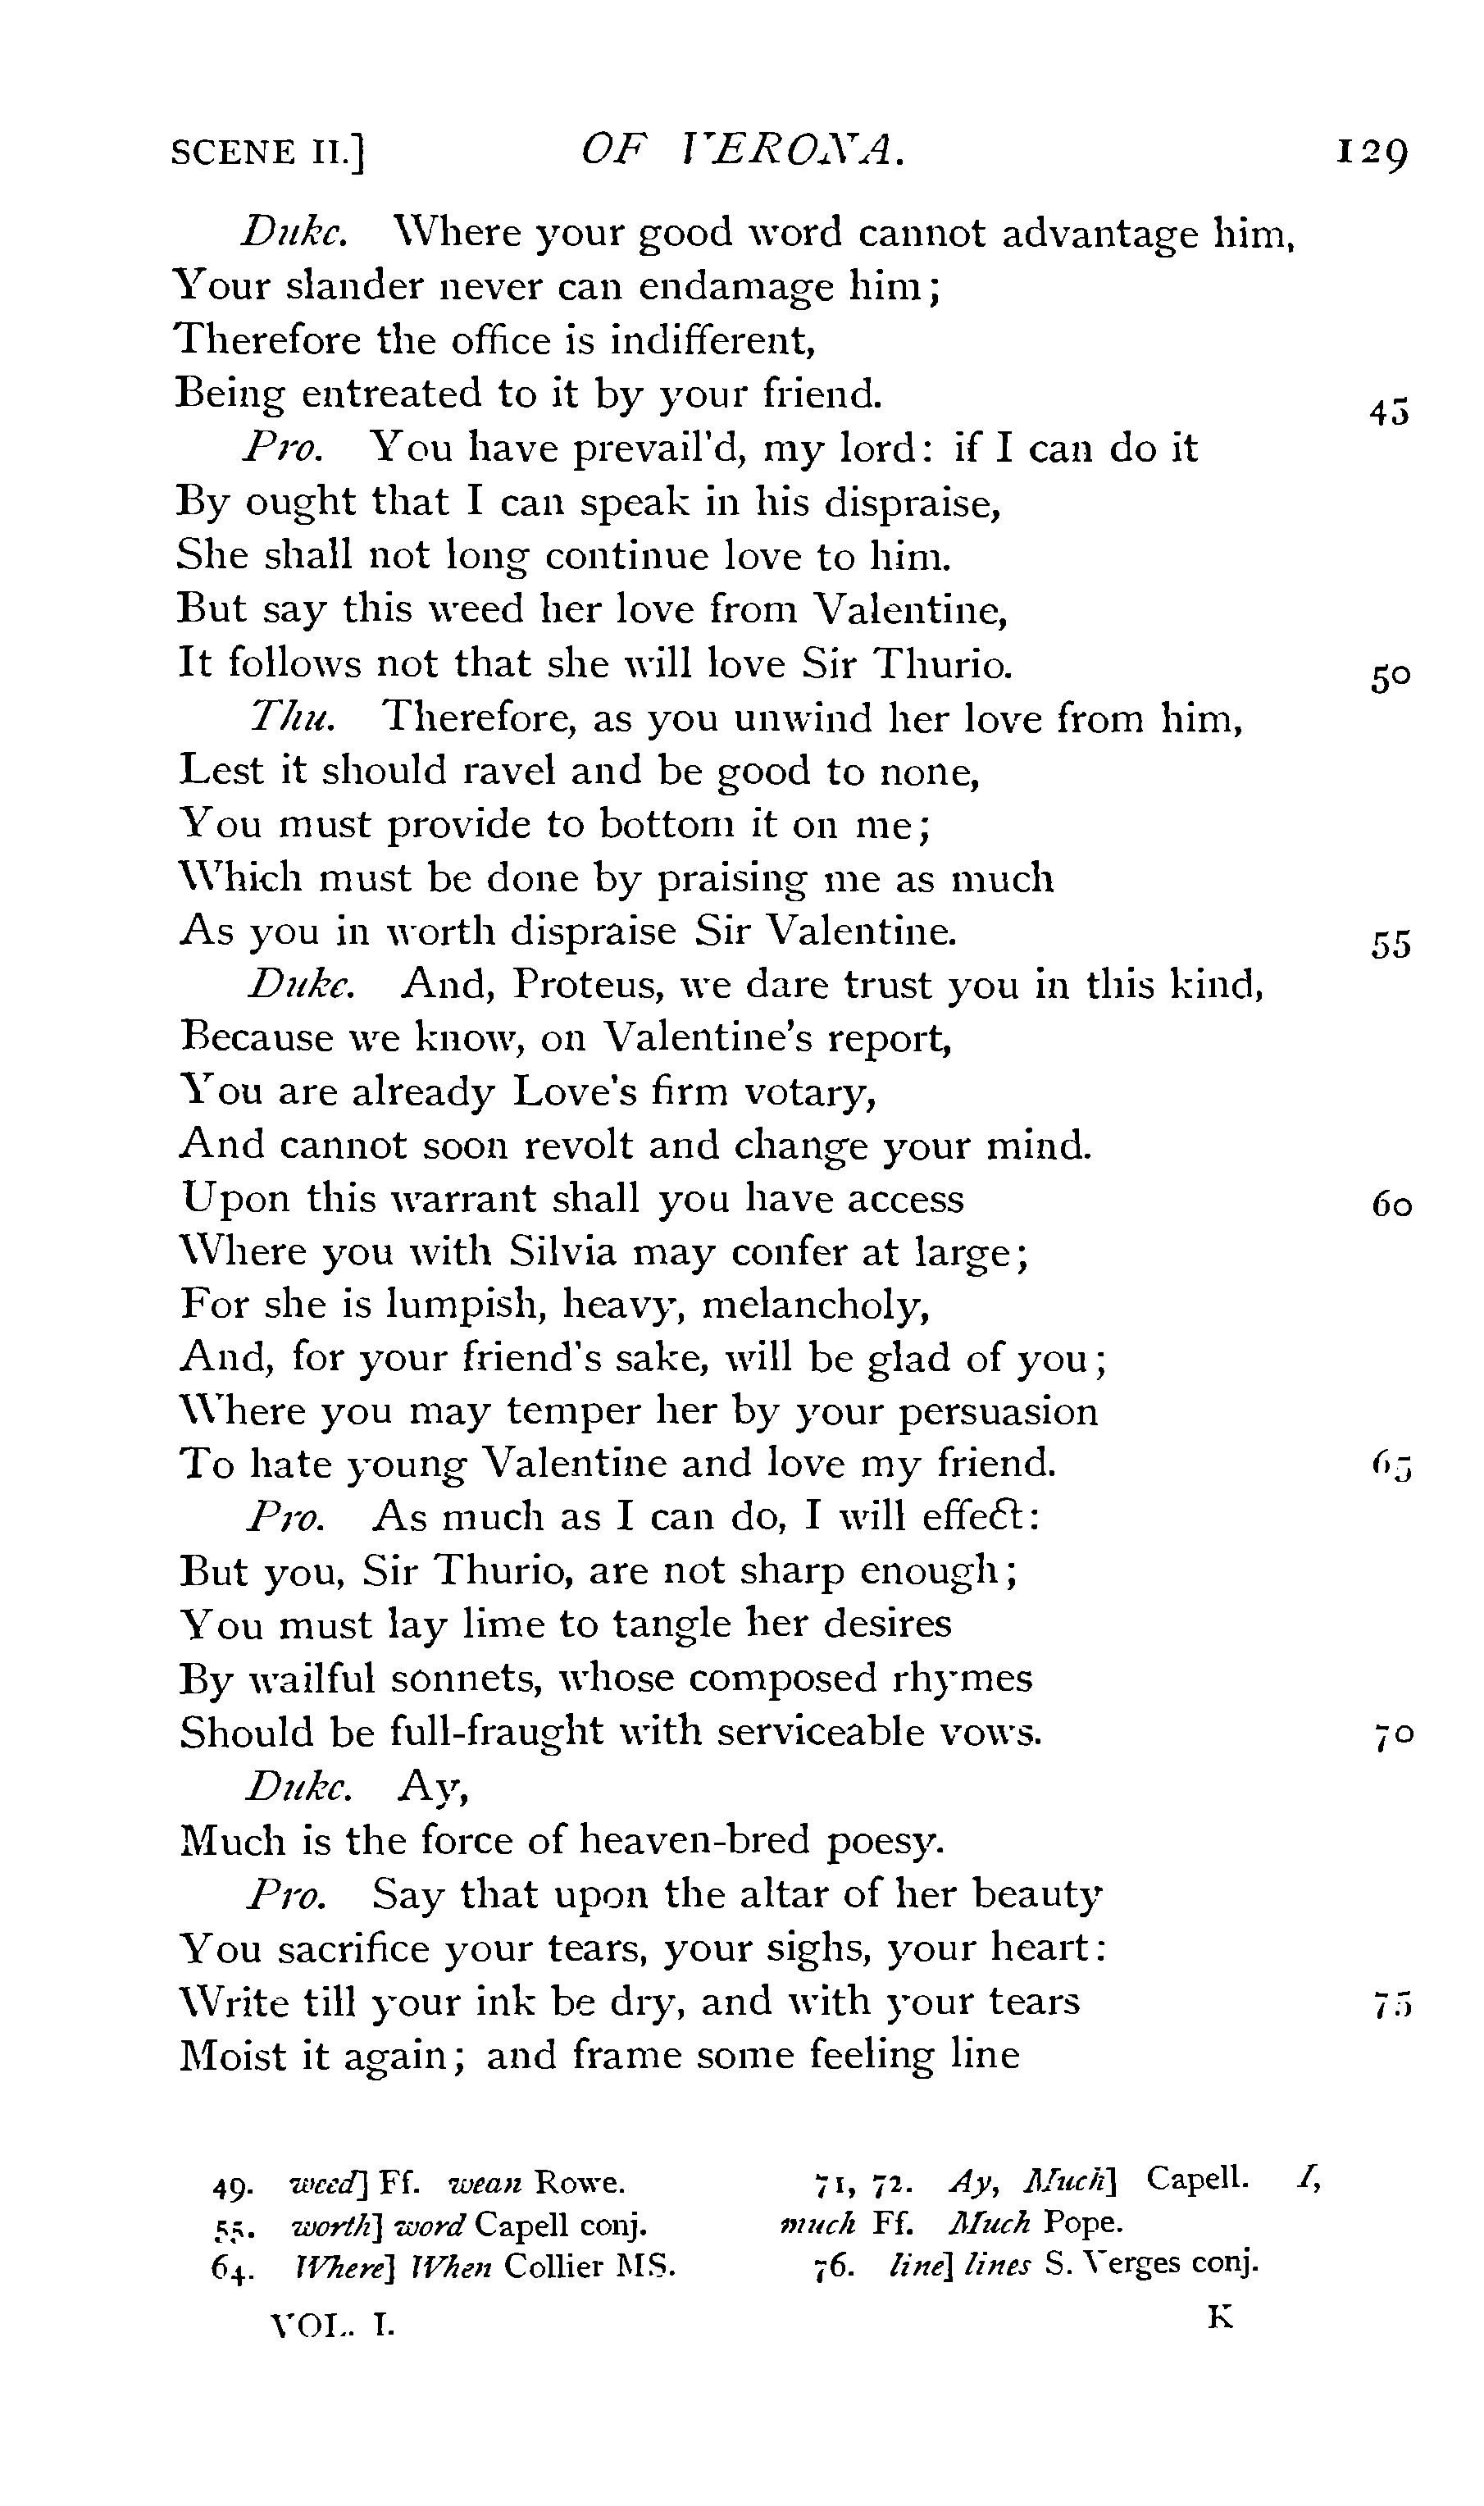 SCENE II.] OF VERONA. 129
Duke. Where your good word cannot advantage him,
Your slander never can endamage him;
Therefore the office is indifferent,
Being entreated to it by your friend. 45
Pro. You have prevail'd, my lord: if I can do it
By ought that I can speak in his dispraise,
She shall not long continue love to him.
But say this weed her love from Valentine,
It follows not that she will love Sir Thurio. 50
Thu. Therefore, as you unwind her love from him,
Lest it should ravel and be good to none,
You must provide to bottom it on me;
Which must be done by praising me as much
As you in worth dispraise Sir Valentine. 55
Duke. And, Proteus, we dare trust you in this kind,
Because we know, on Valentine's report,
You are already Love's firm votary,
And cannot soon revolt and change your mind.
Upon this warrant shall you have access 60
Where you with Silvia may confer at large;
For she is lumpish, heavy, melancholy,
And, for your friend's sake, will be glad of you;
Where you may temper her by your persuasion
To hate young Valentine and love my friend. 65
Pro. As much as I can do, I will effect:
But you, Sir Thurio, are not sharp enough;
You must lay lime to tangle her desires
By wailful sonnets, whose composed rhymes
Should be full-fraught with serviceable vows. 70
Duke. Ay,
Much is the force of heaven-bred poesy.
Pro. Say that upon the altar of her beauty
You sacrifice your tears, your sighs, your heart:
Write till your ink be dry, and with your tears 75
Moist it again; and frame some feeling line
49. weed] Ff. wean Rowe.
55. worth] word Capell conj.
64. Where] When Collier MS.
71, 72. Ay, Much] Capell. I,
much Ff. Much Pope.
76. line] lines S. Verges conj.
VOL. I. K